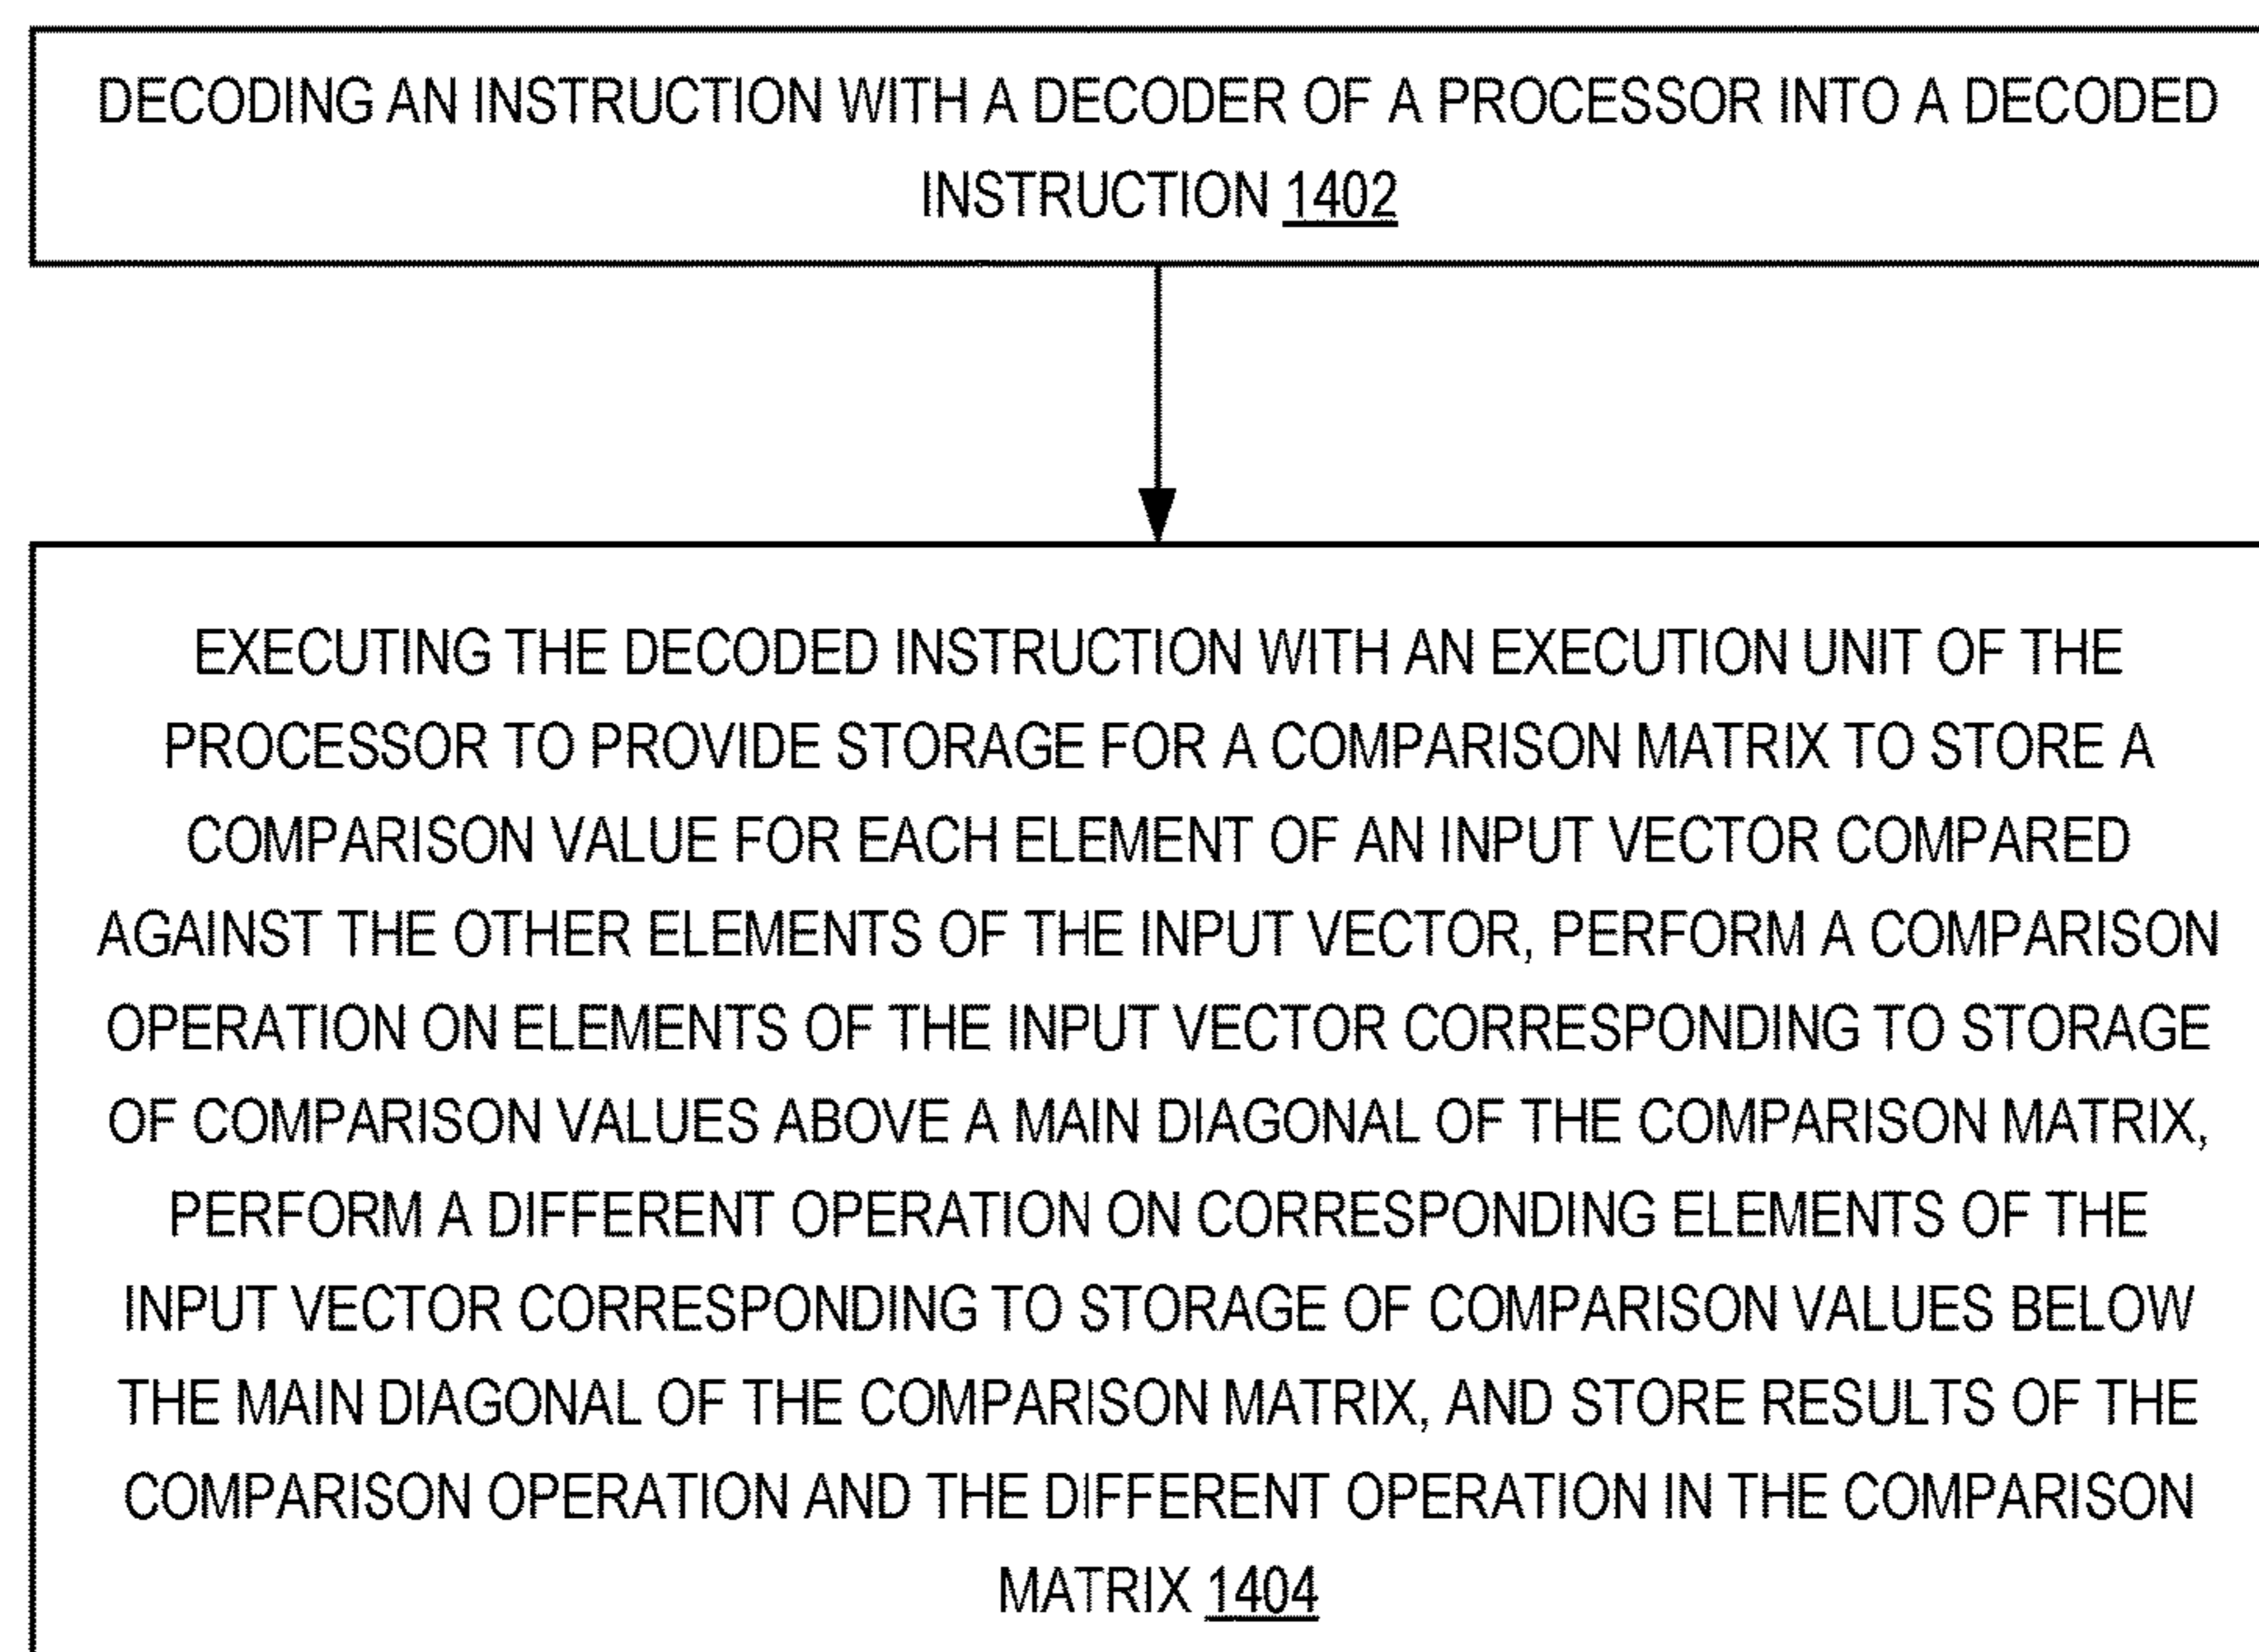 DECODING AN INSTRUCTION WITH A DECODER OF A PROCESSOR INTO A DECODED
INSTRUCTION 1402
EXECUTING THE DECODED INSTRUCTION WITH AN EXECUTION UNIT OF THE
PROCESSOR TO PROVIDE STORAGE FOR A COMPARISON MATRIX TO STORE A
COMPARISON VALUE FOR EACH ELEMENT OF AN INPUT VECTOR COMPARED
AGAINST THE OTHER ELEMENTS OF THE INPUT VECTOR, PERFORM A COMPARISON
OPERATION ON ELEMENTS OF THE INPUT VECTOR CORRESPONDING TO STORAGE
OF COMPARISON VALUES ABOVE A MAIN DIAGONAL OF THE COMPARISON MATRIX,
PERFORM A DIFFERENT OPERATION ON CORRESPONDING ELEMENTS OF THE
INPUT VECTOR CORRESPONDING TO STORAGE OF COMPARISON VALUES BELOW
THE MAIN DIAGONAL OF THE COMPARISON MATRIX, AND STORE RESULTS OF THE
COMPARISON OPERATION AND THE DIFFERENT OPERATION IN THE COMPARISON
MATRIX 1404